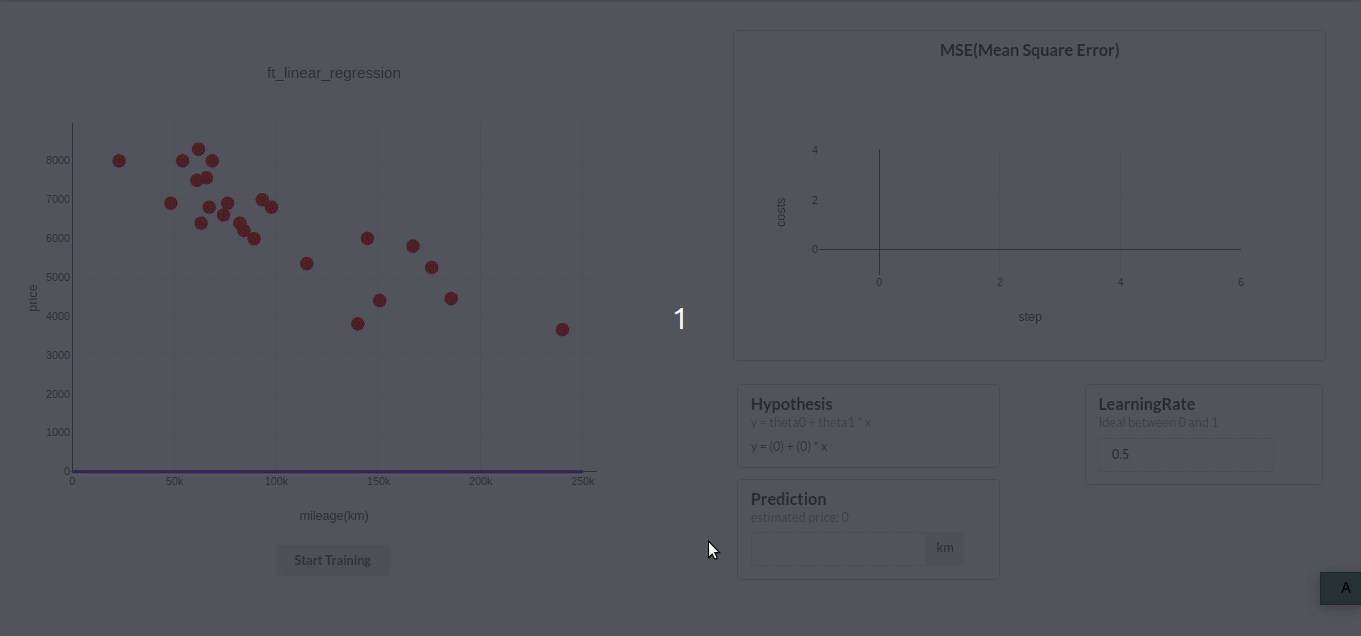 ft_linear_regression
8000
7000
6000
5000
4000
3000
2000
1000
0
0 50k 100k 150k 200k 250k
price
mileage(km)
Start Training
1
MSE(Mean Square Error)
4
2
0
0 2 4 6
costs
step
Hypothesis
y = theta0 + theta1 * x
y = (0) + (0) * x
LearningRate
Ideal between 0 and 1
0.5
Prediction
estimated price: 0
km
A